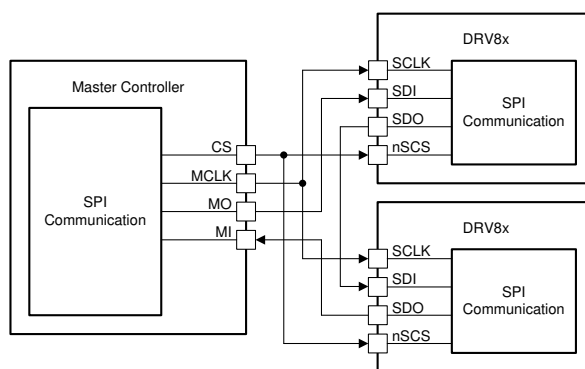 Master Controller
SPI
Communication
CS
MCLK
MO
MI
DRV8x
SCLK
SDI
SDO
nSCS
SPI
Communication
DRV8x
SCLK
SDI
SDO
nSCS
SPI
Communication